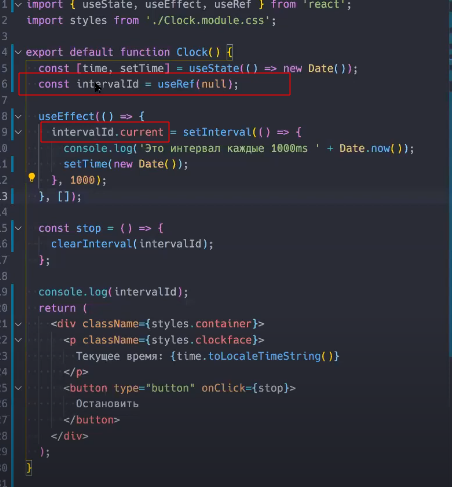 import { useState, useEffect, useRef } from 'react';
2 import styles from './Clock.module.css';
3
4 export default function Clock() {
5 const [time, setTime] = useState(() => new Date());
6 const intervalId = useRef(null);
7
8 useEffect(() => {
9 intervalId.current = setInterval(() => {
10 console.log('Это интервал каждые 1000ms ' + Date.now());
11 setTime(new Date());
12 }, 1000);
13 }, []);
14
15 const stop = () => {
16 clearInterval(intervalId);
17 };
18
19 console.log(intervalId);
20 return (
21 <div className={styles.container}>
22 <p className={styles.clockface}>
23 Текущее время: {time.toLocaleTimeString()}
24 </p>
25 <button type="button" onClick={stop}>
26 Остановить
27 </button>
28 </div>
29 );
30 }
31